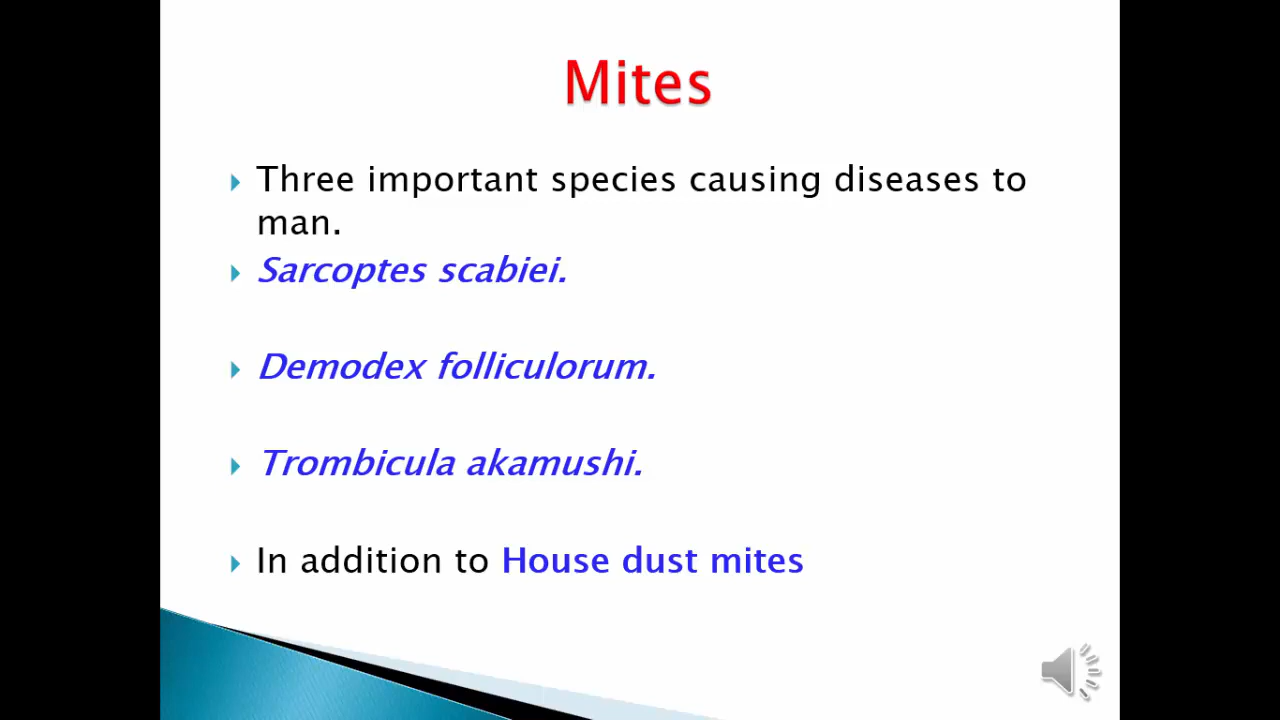 Mites
Three important species causing diseases to
man.
Sarcoptes scabiei.
Demodex folliculorum.
Trombicula akamushi.
In addition to House dust mites